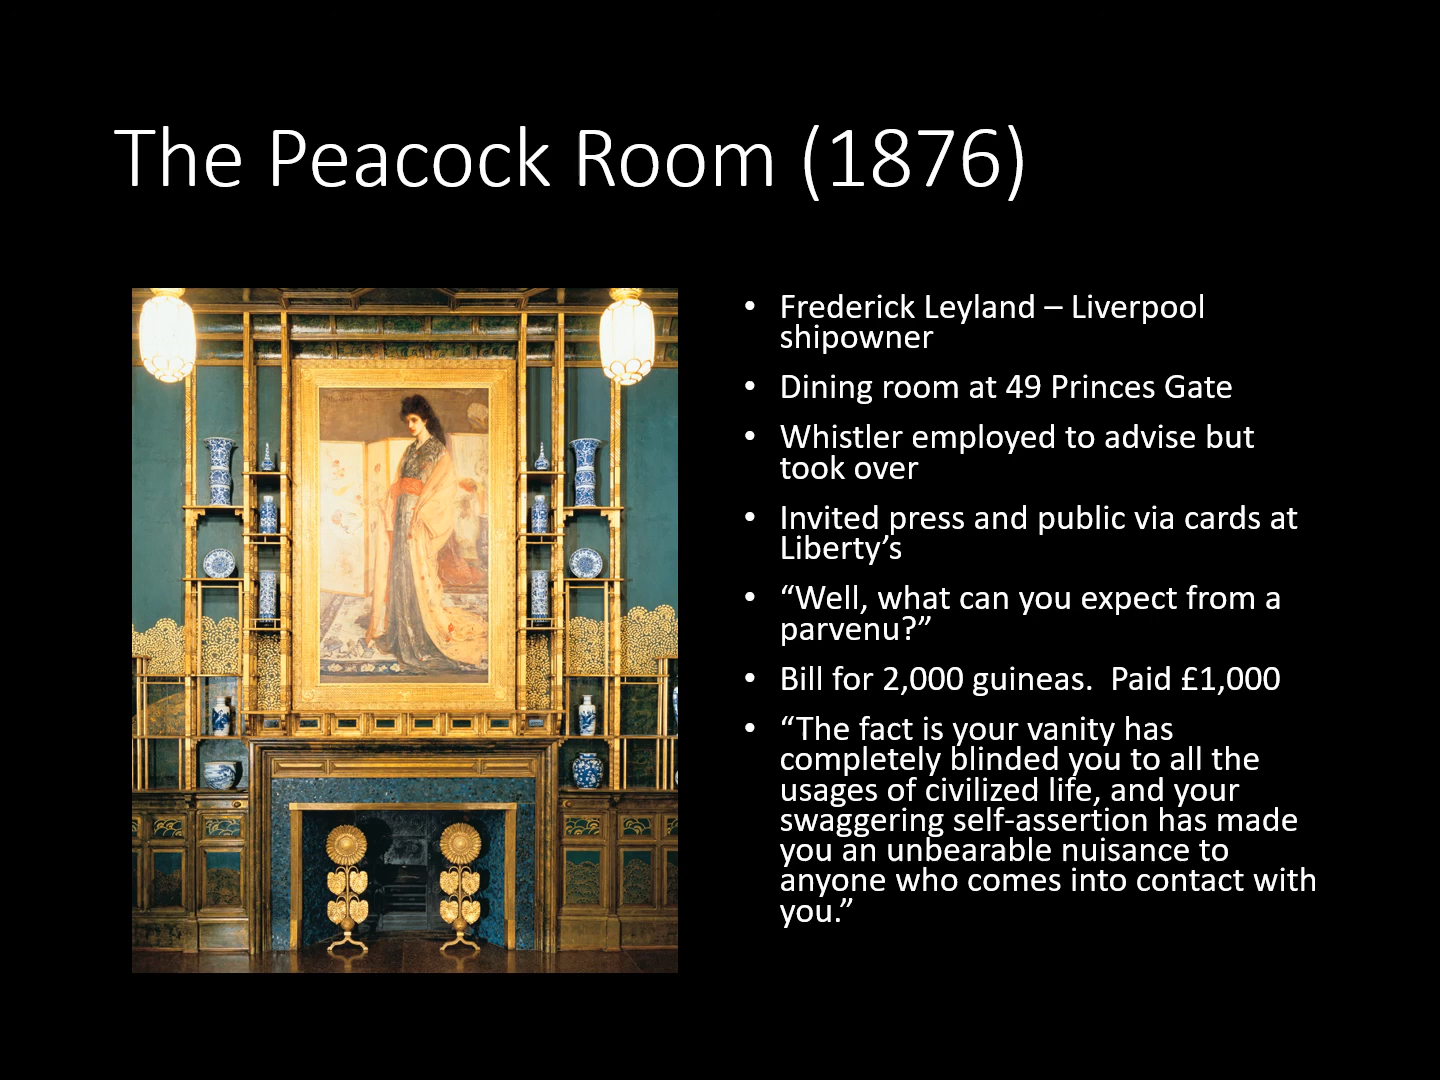 The Peacock Room (1876)
• Frederick Leyland – Liverpool
shipowner
• Dining room at 49 Princes Gate
• Whistler employed to advise but
took over
• Invited press and public via cards at
Liberty’s
• “Well, what can you expect from a
parvenu?”
• Bill for 2,000 guineas.  Paid £1,000
• “The fact is your vanity has
completely blinded you to all the
usages of civilized life, and your
swaggering self-assertion has made
you an unbearable nuisance to
anyone who comes into contact with
you.”